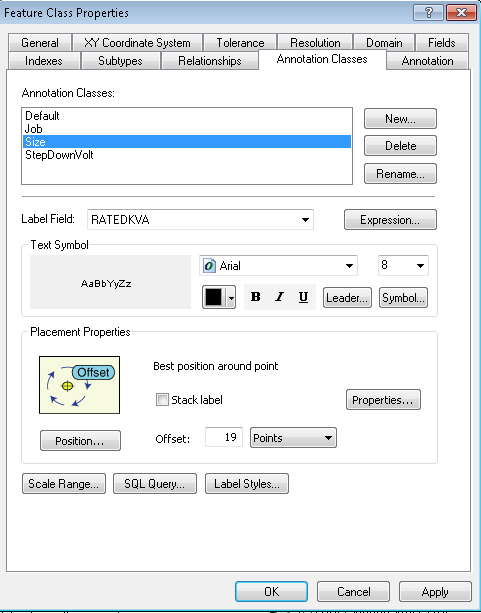 Feature Class Properties
General XY Coordinate System Tolerance Resolution Domain Fields
Indexes Subtypes Relationships Annotation Classes Annotation
Annotation Classes:
Default
Job
Size
StepDownVolt
New...
Delete
Rename...
Label Field: RATEDKVA Expression...
Text Symbol
AaBbYyZz
Arial 8
B I U Leader... Symbol...
Placement Properties
Offset
Best position around point
Stack label Properties...
Position... Offset: 19 Points
Scale Range... SQL Query... Label Styles...
OK Cancel Apply